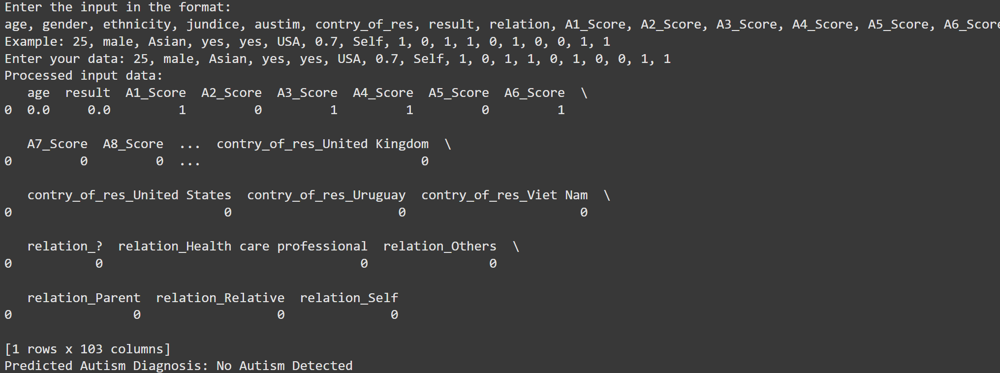 Enter the input in the format:
age, gender, ethnicity, jundice, austim, contry_of_res, result, relation, A1_Score, A2_Score, A3_Score, A4_Score, A5_Score, A6_Score
Example: 25, male, Asian, yes, yes, USA, 0.7, Self, 1, 0, 1, 1, 0, 1, 0, 0, 1, 1
Enter your data: 25, male, Asian, yes, yes, USA, 0.7, Self, 1, 0, 1, 1, 0, 1, 0, 0, 1, 1
Processed input data:
   age  result  A1_Score  A2_Score  A3_Score  A4_Score  A5_Score  A6_Score  \
0  0.0     0.0         1         0         1         1         0         1
   A7_Score  A8_Score  ...  contry_of_res_United Kingdom  \
0         0         0  ...                             0
   contry_of_res_United States  contry_of_res_Uruguay  contry_of_res_Viet Nam  \
0                            0                      0                       0
   relation_?  relation_Health care professional  relation_Others  \
0           0                                  0                0
   relation_Parent  relation_Relative  relation_Self
0                0                  0              0
[1 rows x 103 columns]
Predicted Autism Diagnosis: No Autism Detected